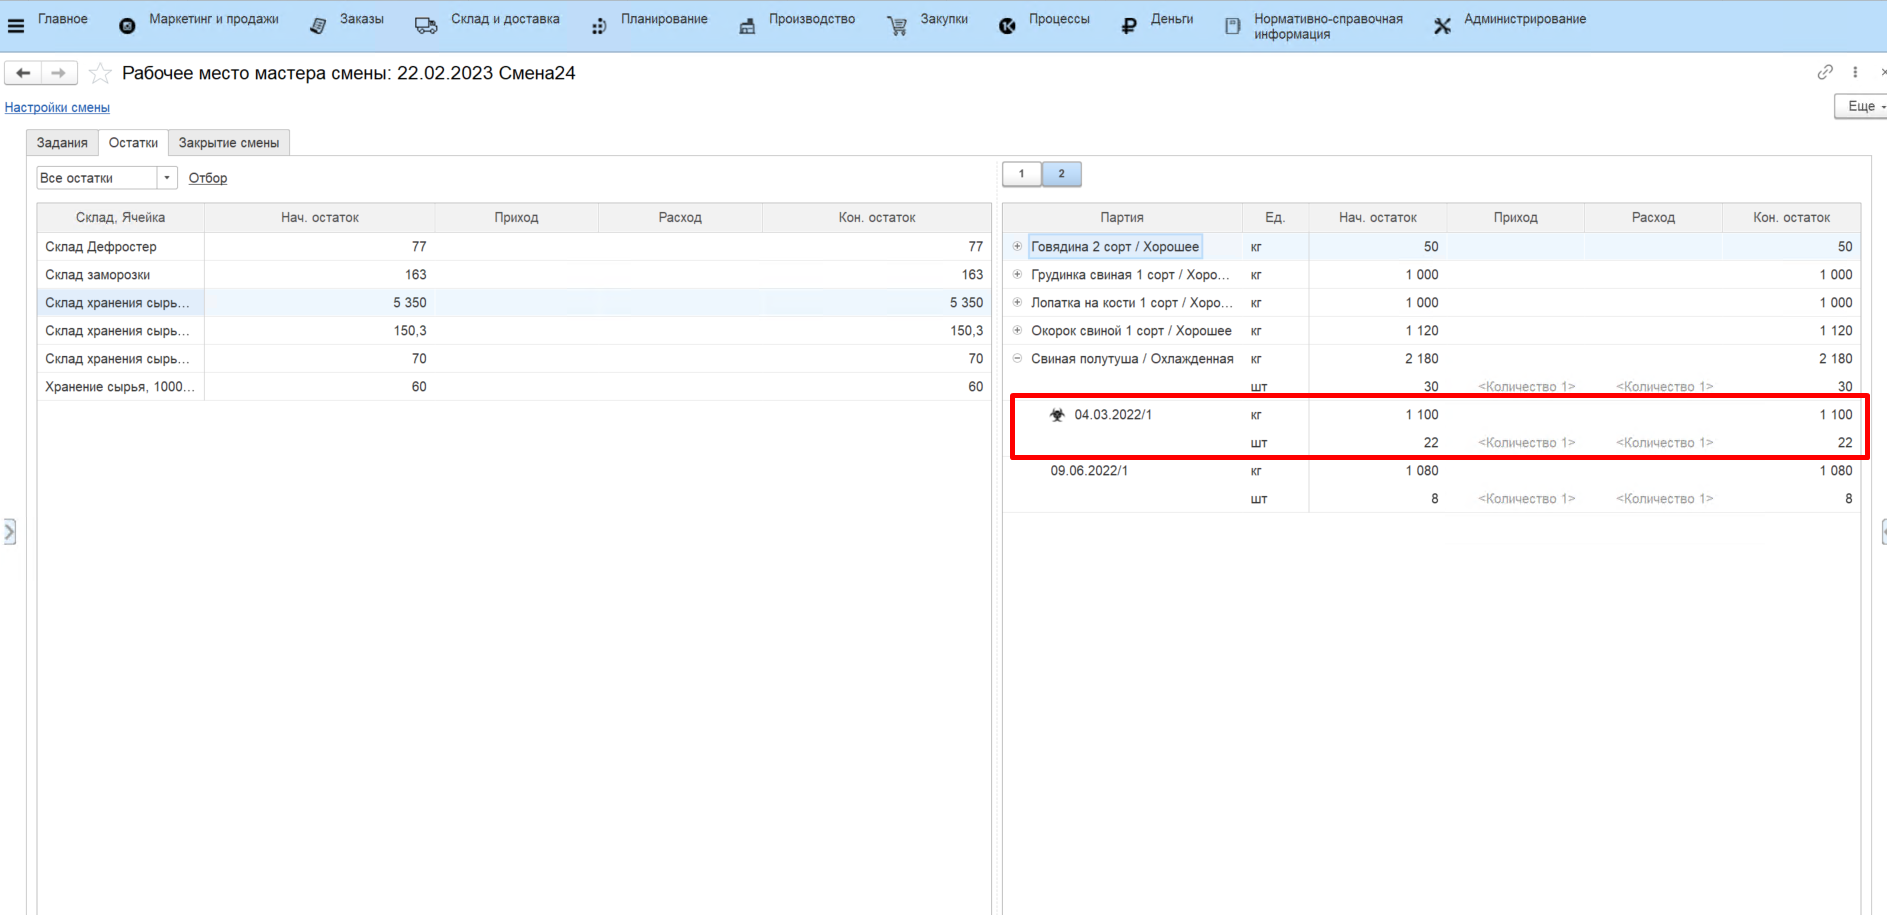 Главное Маркетинг и продажи Заказы Склад и доставка Планирование Производство Закупки Процессы Деньги Нормативно-справочная информация Администрирование
Рабочее место мастера смены: 22.02.2023 Смена24
Настройки смены
Еще
Задания Остатки Закрытие смены
Все остатки Отбор
1 2
Склад, Ячейка Нач. остаток Приход Расход Кон. остаток
Склад Дефростер 77 77
Склад заморозки 163 163
Склад хранения сырь... 5 350 5 350
Склад хранения сырь... 150,3 150,3
Склад хранения сырь... 70 70
Хранение сырья, 1000... 60 60
Партия Ед. Нач. остаток Приход Расход Кон. остаток
Говядина 2 сорт / Хорошее кг 50 50
Грудинка свиная 1 сорт / Хоро... кг 1 000 1 000
Лопатка на кости 1 сорт / Хоро... кг 1 000 1 000
Окорок свиной 1 сорт / Хорошее кг 1 120 1 120
Свиная полутуша / Охлажденная кг 2 180 2 180
шт 30 <Количество 1> <Количество 1> 30
04.03.2022/1 кг 1 100 1 100
шт 22 <Количество 1> <Количество 1> 22
09.06.2022/1 кг 1 080 1 080
шт 8 <Количество 1> <Количество 1> 8